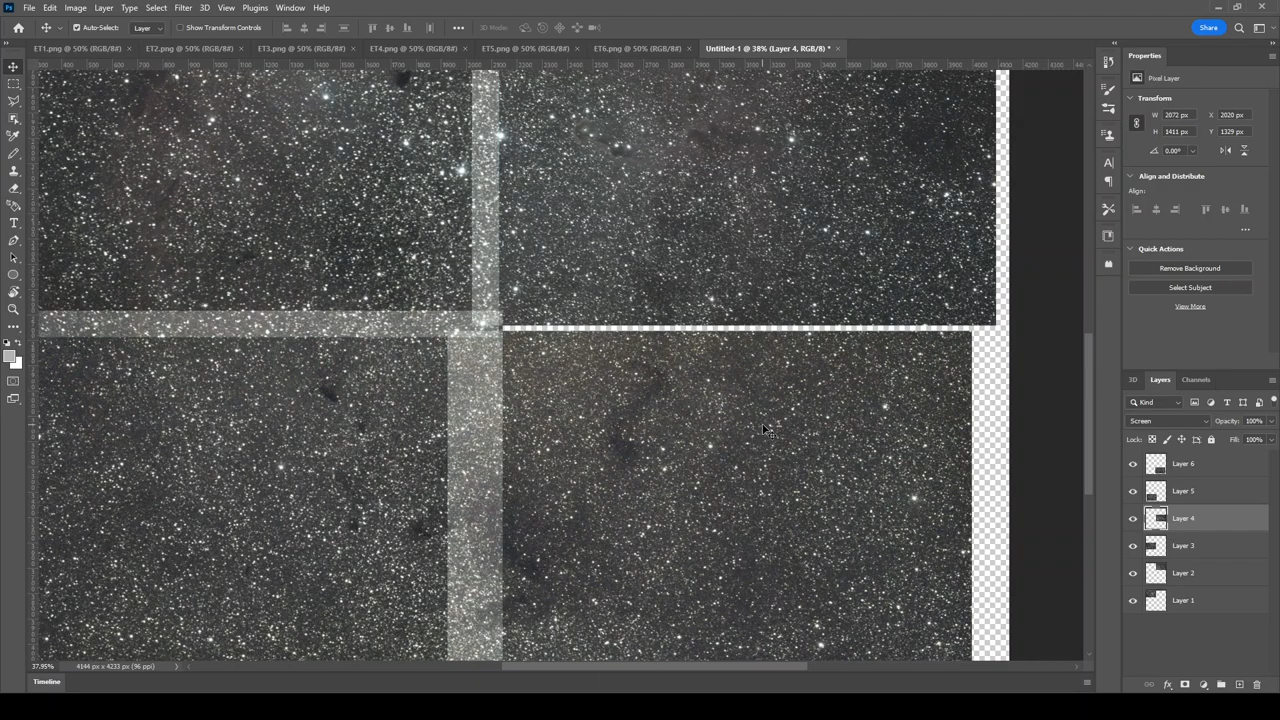 Ps File Edit Image Layer Type Select Filter 3D View Plugins Window Help
Auto-Select: Layer Show Transform Controls 3D Mode: Share
ET1.png @ 50% (RGB/8#) × ET2.png @ 50% (RGB/8#) × ET3.png @ 50% (RGB/8#) × ET4.png @ 50% (RGB/8#) × ET5.png @ 50% (RGB/8#) × ET6.png @ 50% (RGB/8#) × Untitled-1 @ 38% (Layer 4, RGB/8) * ×
Properties
Pixel Layer
Transform
W 2072 px X 2020 px
H 1411 px Y 1329 px
0.00°
Align and Distribute
Align:
Quick Actions
Remove Background
Select Subject
View More
3D Layers Channels
Kind
Screen Opacity: 100%
Lock: Fill: 100%
Layer 6
Layer 5
Layer 4
Layer 3
Layer 2
Layer 1
37.95% 4144 px x 4233 px (96 ppi)
Timeline